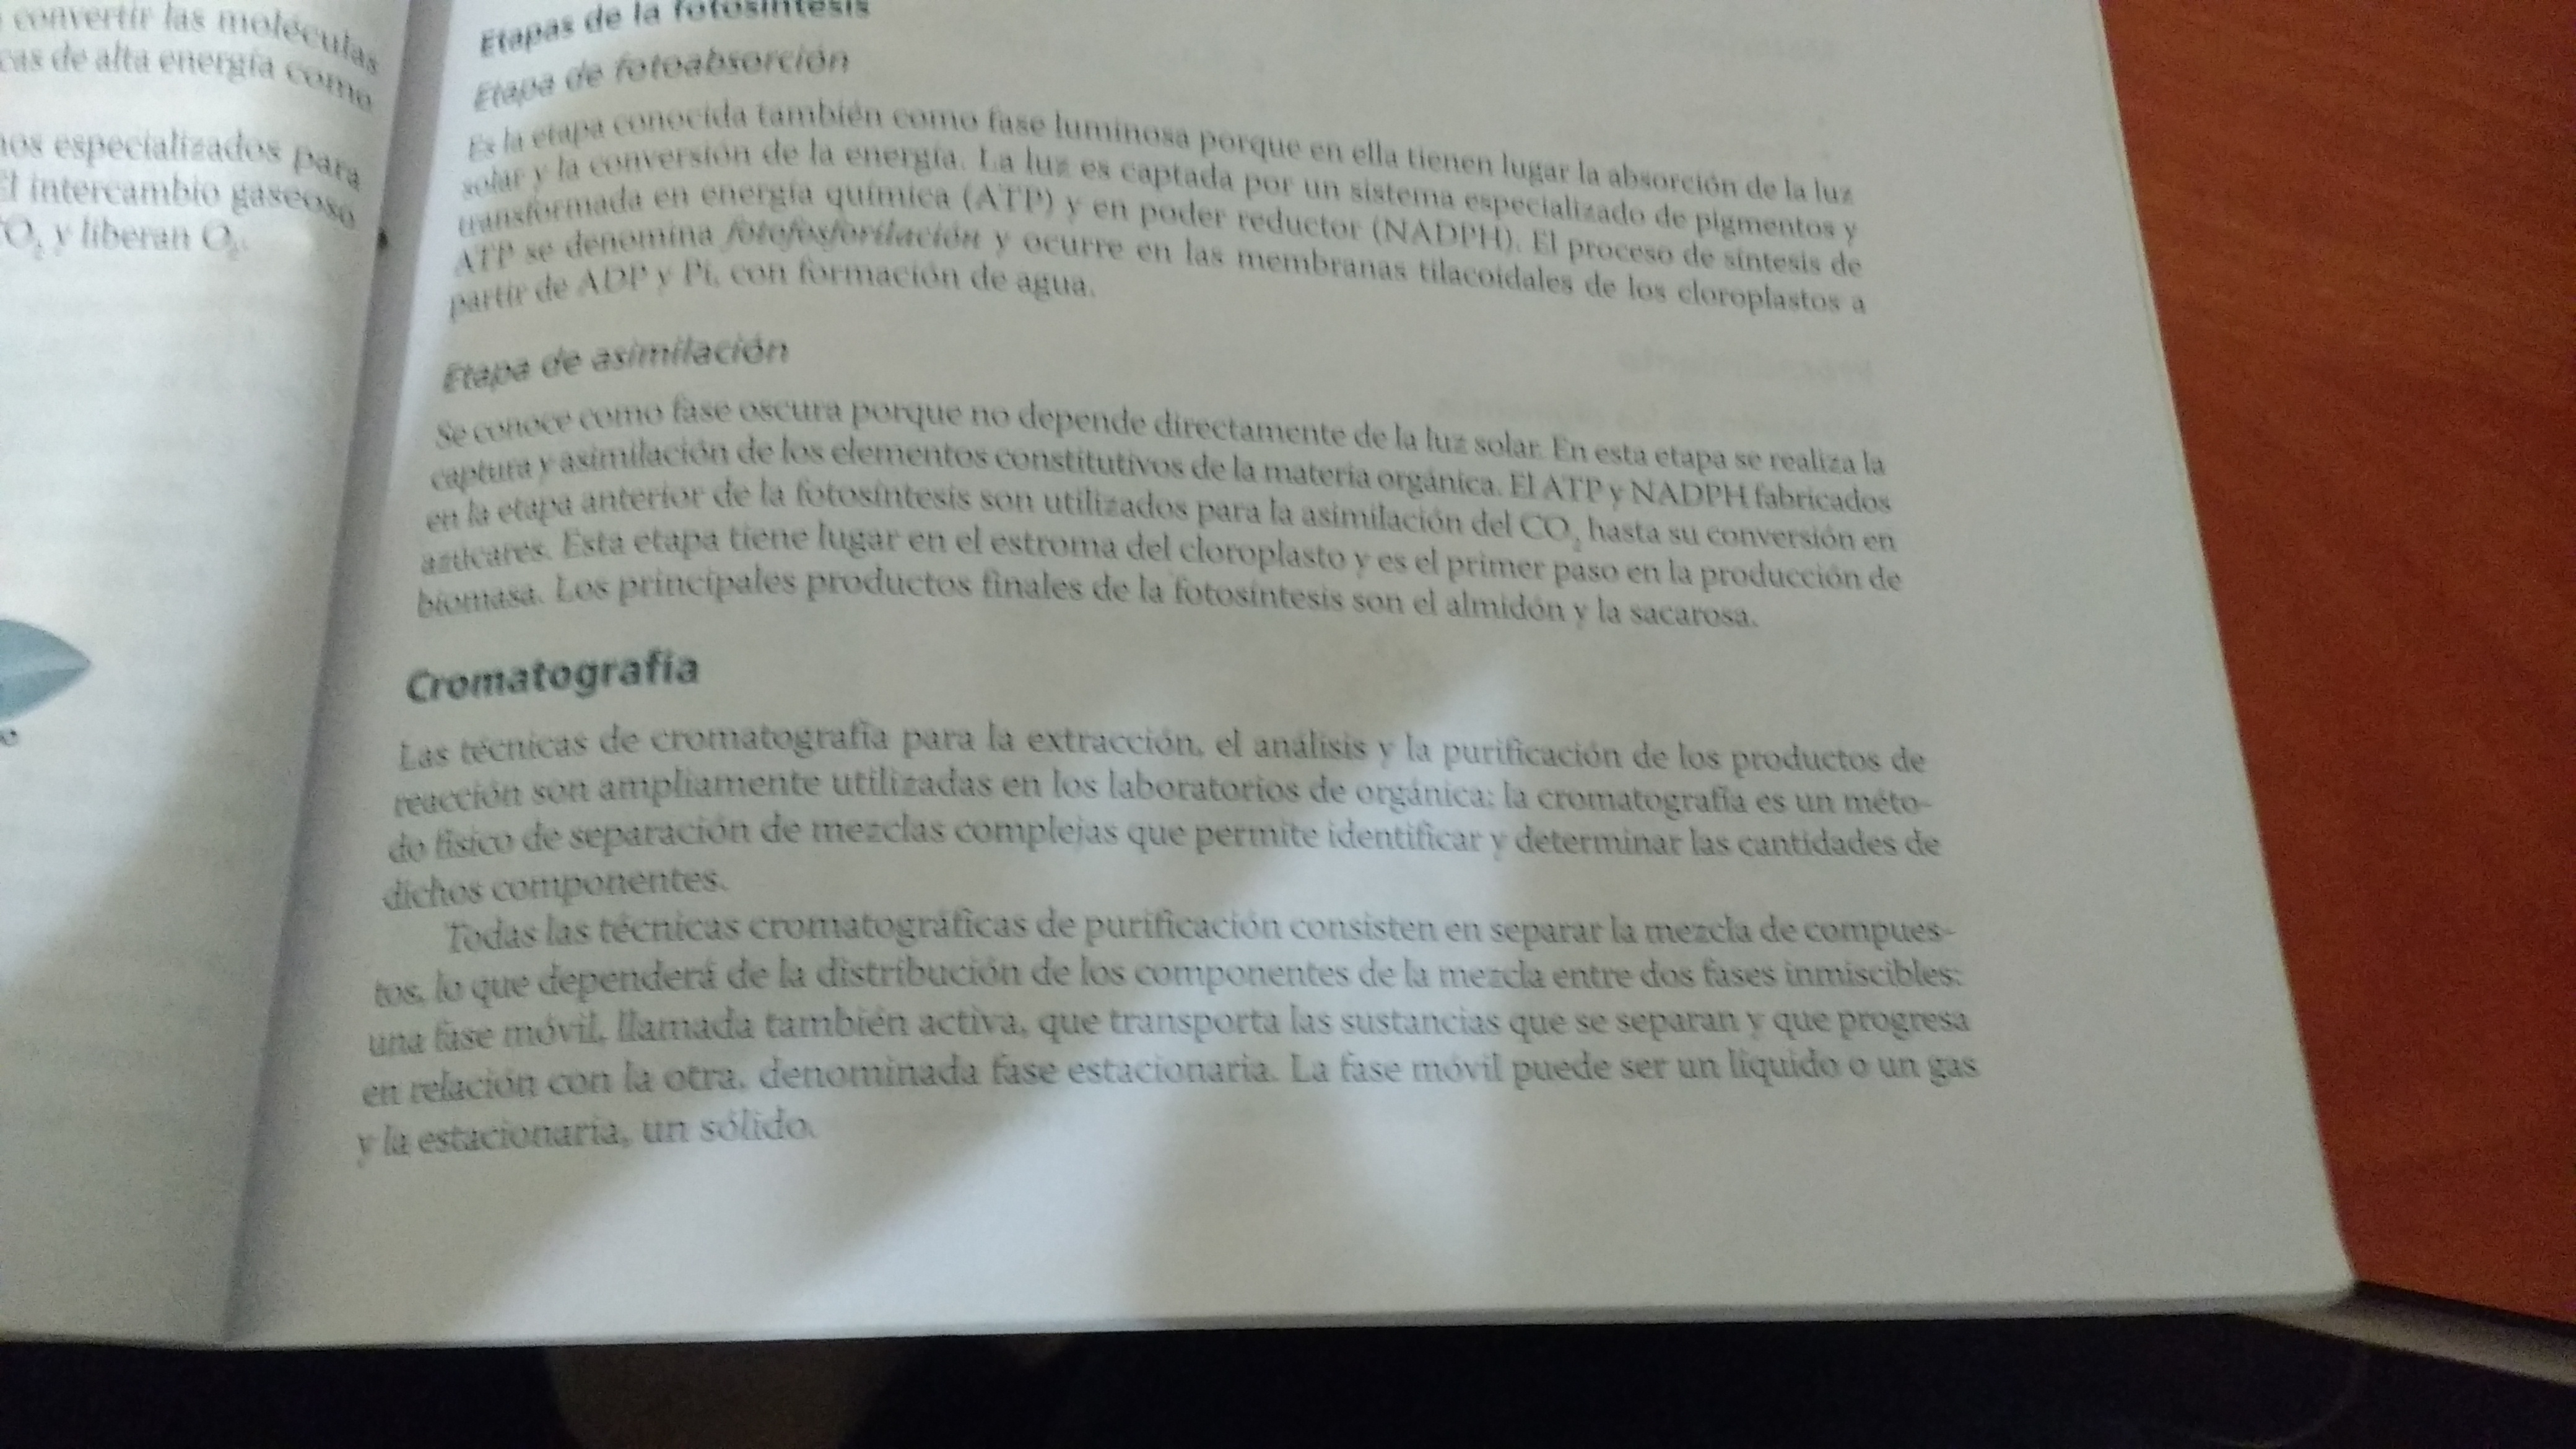 convertir las moléculas
cas de alta energía como
nos especializados para
El intercambio gaseoso
CO₂ y liberan O₂.
Etapas de la fotosíntesis
Etapa de fotoabsorción
Es la etapa conocida también como fase luminosa porque en ella tienen lugar la absorción de la luz
solar y la conversión de la energía. La luz es captada por un sistema especializado de pigmentos y
transformada en energía química (ATP) y en poder reductor (NADPH). El proceso de síntesis de
ATP se denomina fotofosforilación y ocurre en las membranas tilacoidales de los cloroplastos a
partir de ADP y Pi, con formación de agua.
Etapa de asimilación
Se conoce como fase oscura porque no depende directamente de la luz solar. En esta etapa se realiza la
captura y asimilación de los elementos constitutivos de la materia orgánica. El ATP y NADPH fabricados
en la etapa anterior de la fotosíntesis son utilizados para la asimilación del CO₂ hasta su conversión en
azúcares. Esta etapa tiene lugar en el estroma del cloroplasto y es el primer paso en la producción de
biomasa. Los principales productos finales de la fotosíntesis son el almidón y la sacarosa.
Cromatografía
Las técnicas de cromatografía para la extracción, el análisis y la purificación de los productos de
reacción son ampliamente utilizadas en los laboratorios de orgánica; la cromatografía es un méto-
do físico de separación de mezclas complejas que permite identificar y determinar las cantidades de
dichos componentes.
Todas las técnicas cromatográficas de purificación consisten en separar la mezcla de compues-
tos, lo que dependerá de la distribución de los componentes de la mezcla entre dos fases inmiscibles:
una fase móvil, llamada también activa, que transporta las sustancias que se separan y que progresa
en relación con la otra, denominada fase estacionaria. La fase móvil puede ser un líquido o un gas
y la estacionaria, un sólido.